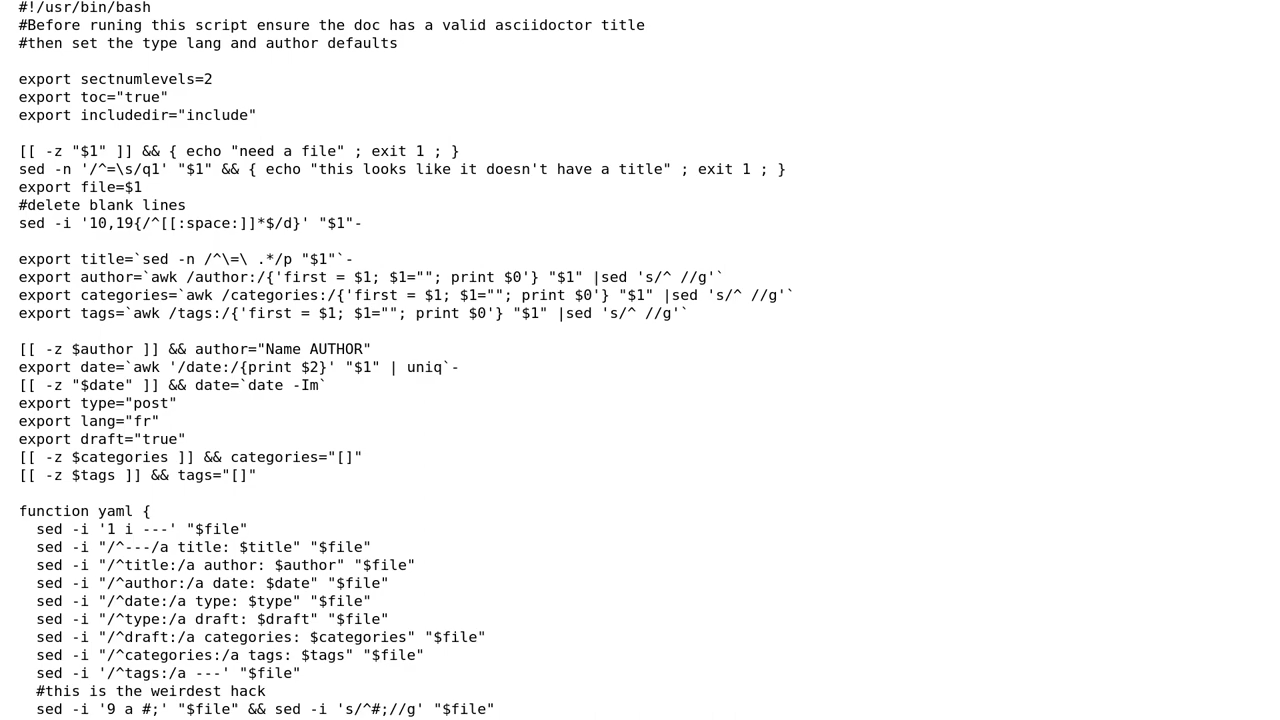 #!/usr/bin/bash
#Before runing this script ensure the doc has a valid asciidoctor title
#then set the type lang and author defaults
export sectnumlevels=2
export toc="true"
export includedir="include"
[[ -z "$1" ]] && { echo "need a file" ; exit 1 ; }
sed -n '/^=\s/q1' "$1" && { echo "this looks like it doesn't have a title" ; exit 1 ; }
export file=$1
#delete blank lines
sed -i '10,19{/^[[:space:]]*$/d}' "$1"-
export title=`sed -n /^\=\ .*/p "$1"`-
export author=`awk /author:/{'first = $1; $1=""; print $0'} "$1" |sed 's/^ //g'`
export categories=`awk /categories:/{'first = $1; $1=""; print $0'} "$1" |sed 's/^ //g'`
export tags=`awk /tags:/{'first = $1; $1=""; print $0'} "$1" |sed 's/^ //g'`
[[ -z $author ]] && author="Name AUTHOR"
export date=`awk '/date:/{print $2}' "$1" | uniq`-
[[ -z "$date" ]] && date=`date -Im`
export type="post"
export lang="fr"
export draft="true"
[[ -z $categories ]] && categories="[]"
[[ -z $tags ]] && tags="[]"
function yaml {
  sed -i '1 i ---' "$file"
  sed -i "/^---/a title: $title" "$file"
  sed -i "/^title:/a author: $author" "$file"
  sed -i "/^author:/a date: $date" "$file"
  sed -i "/^date:/a type: $type" "$file"
  sed -i "/^type:/a draft: $draft" "$file"
  sed -i "/^draft:/a categories: $categories" "$file"
  sed -i "/^categories:/a tags: $tags" "$file"
  sed -i '/^tags:/a ---' "$file"
  #this is the weirdest hack
  sed -i '9 a #;' "$file" && sed -i 's/^#;//g' "$file"